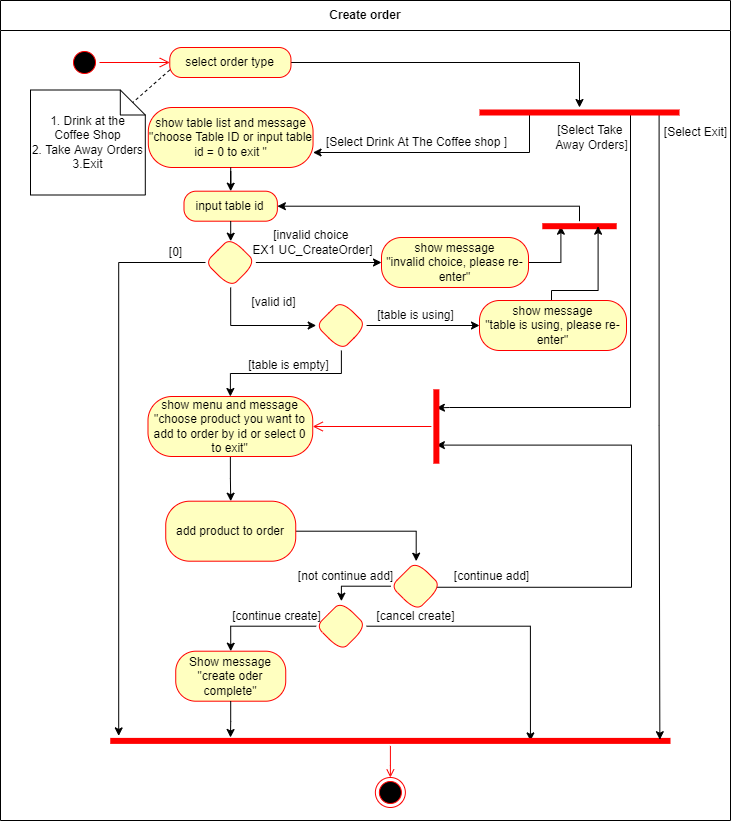 Create order
select order type
1. Drink at the
Coffee Shop
2. Take Away Orders
3.Exit
show table list and message
"choose Table ID or input table
id = 0 to exit "
[Select Drink At The Coffee shop ]
[Select Take
Away Orders]
[Select Exit]
input table id
[0]
[invalid choice
EX1 UC_CreateOrder]
show message
"invalid choice, please re-
enter"
[valid id]
[table is using]
show message
"table is using, please re-
enter"
[table is empty]
show menu and message
"choose product you want to
add to order by id or select 0
to exit"
add product to order
[not continue add]
[continue add]
[continue create]
[cancel create]
Show message
"create oder
complete"